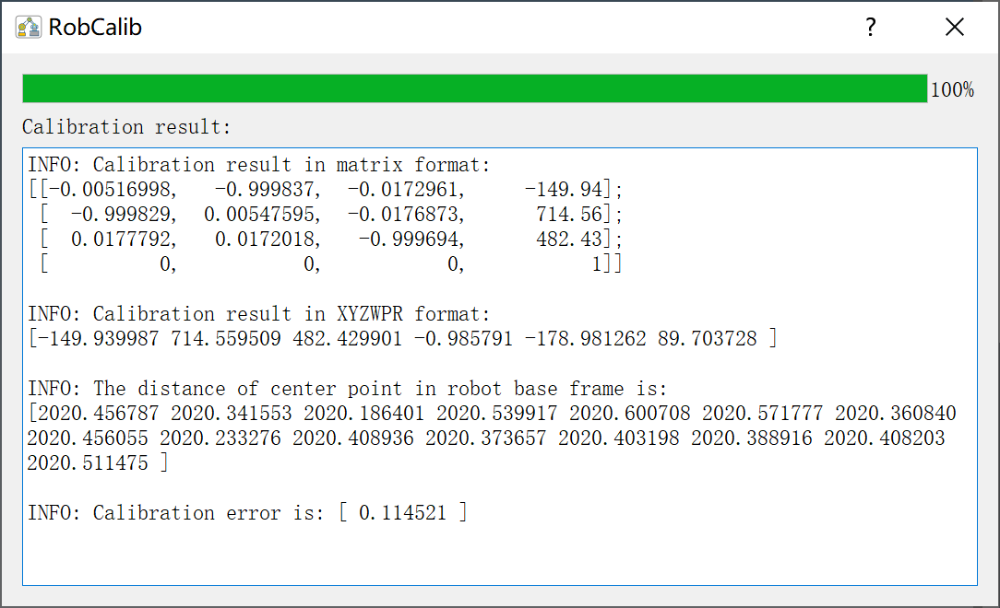 RobCalib
?
100%
Calibration result:
INFO: Calibration result in matrix format:
[[-0.00516998, -0.999837, -0.0172961, -149.94];
[ -0.999829, 0.00547595, -0.0176873, 714.56];
[ 0.0177792, 0.0172018, -0.999694, 482.43];
[ 0, 0, 0, 1]]
INFO: Calibration result in XYZWPR format:
[-149.939987 714.559509 482.429901 -0.985791 -178.981262 89.703728 ]
INFO: The distance of center point in robot base frame is:
[2020.456787 2020.341553 2020.186401 2020.539917 2020.600708 2020.571777 2020.360840
2020.456055 2020.233276 2020.408936 2020.373657 2020.403198 2020.388916 2020.408203
2020.511475 ]
INFO: Calibration error is: [ 0.114521 ]